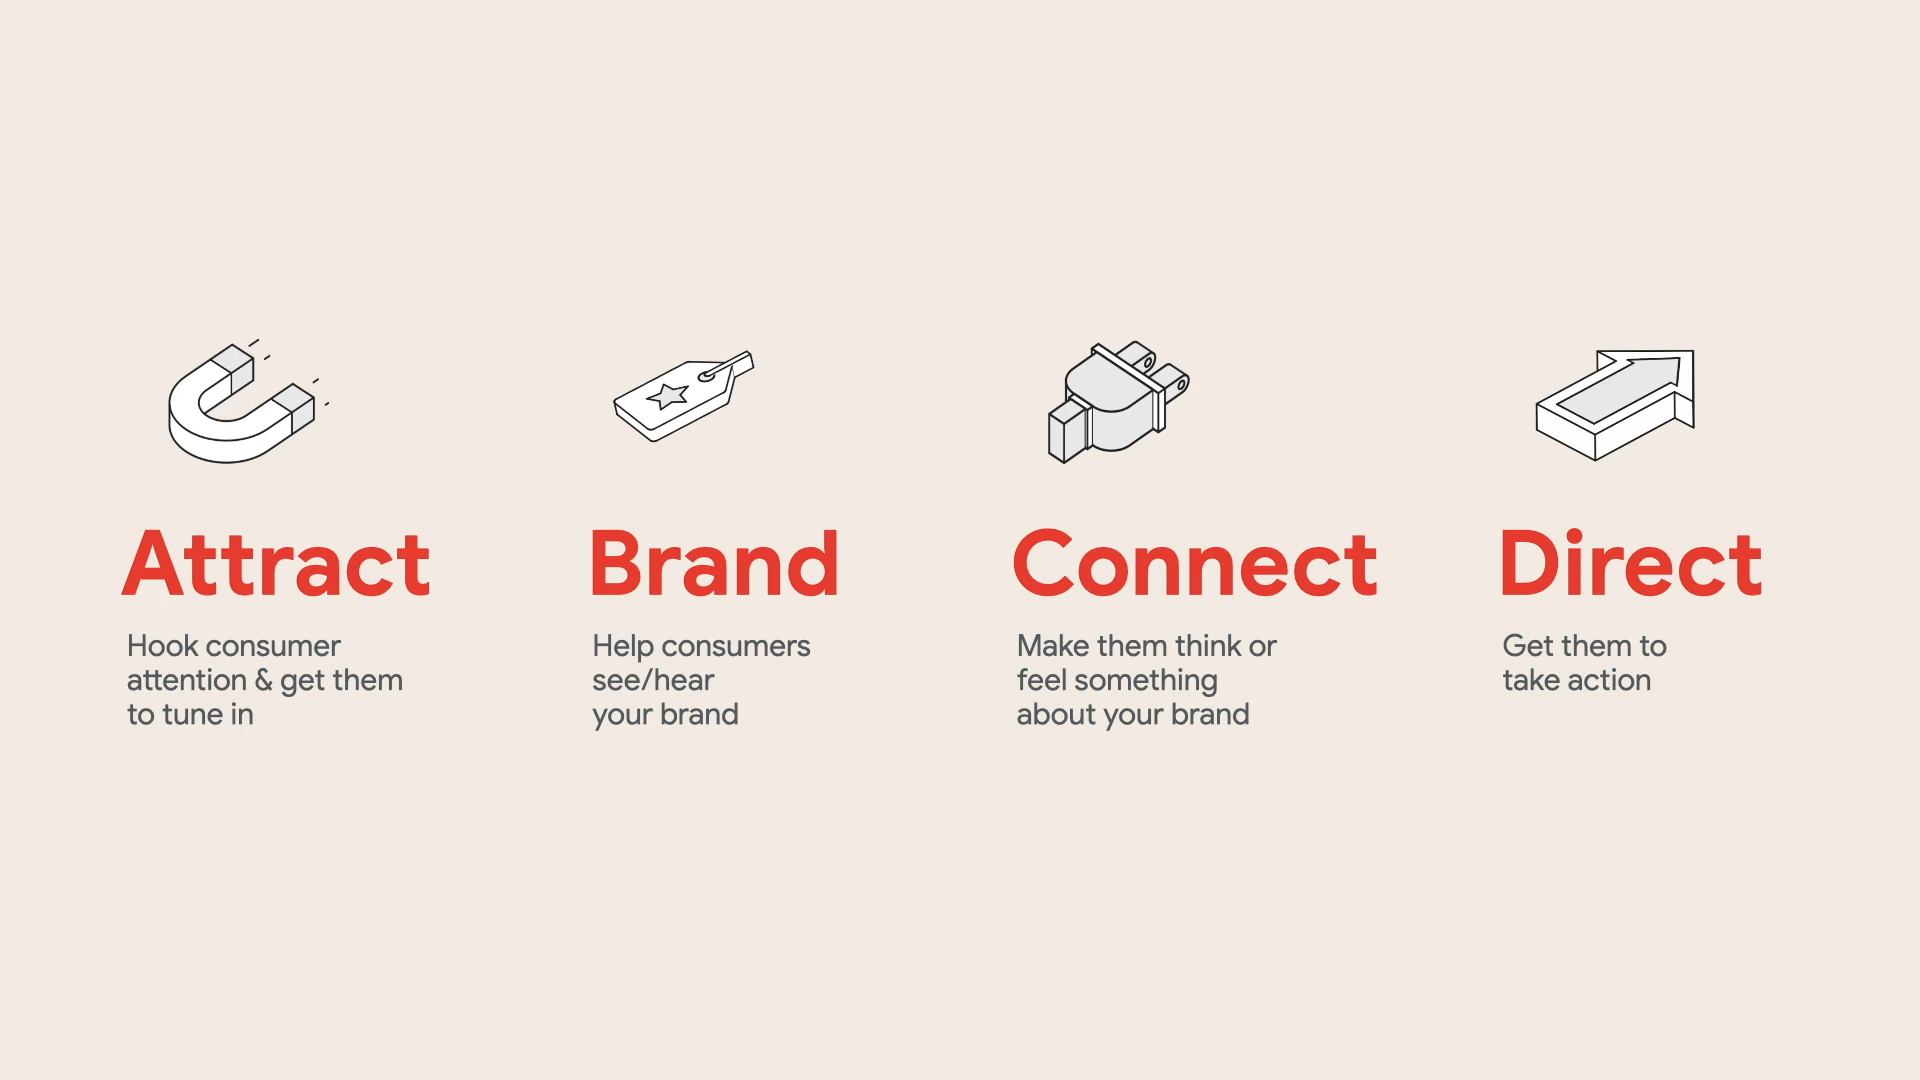 Attract
Hook consumer
attention & get them
to tune in
Brand
Help consumers
see/hear
your brand
Connect
Make them think or
feel something
about your brand
Direct
Get them to
take action